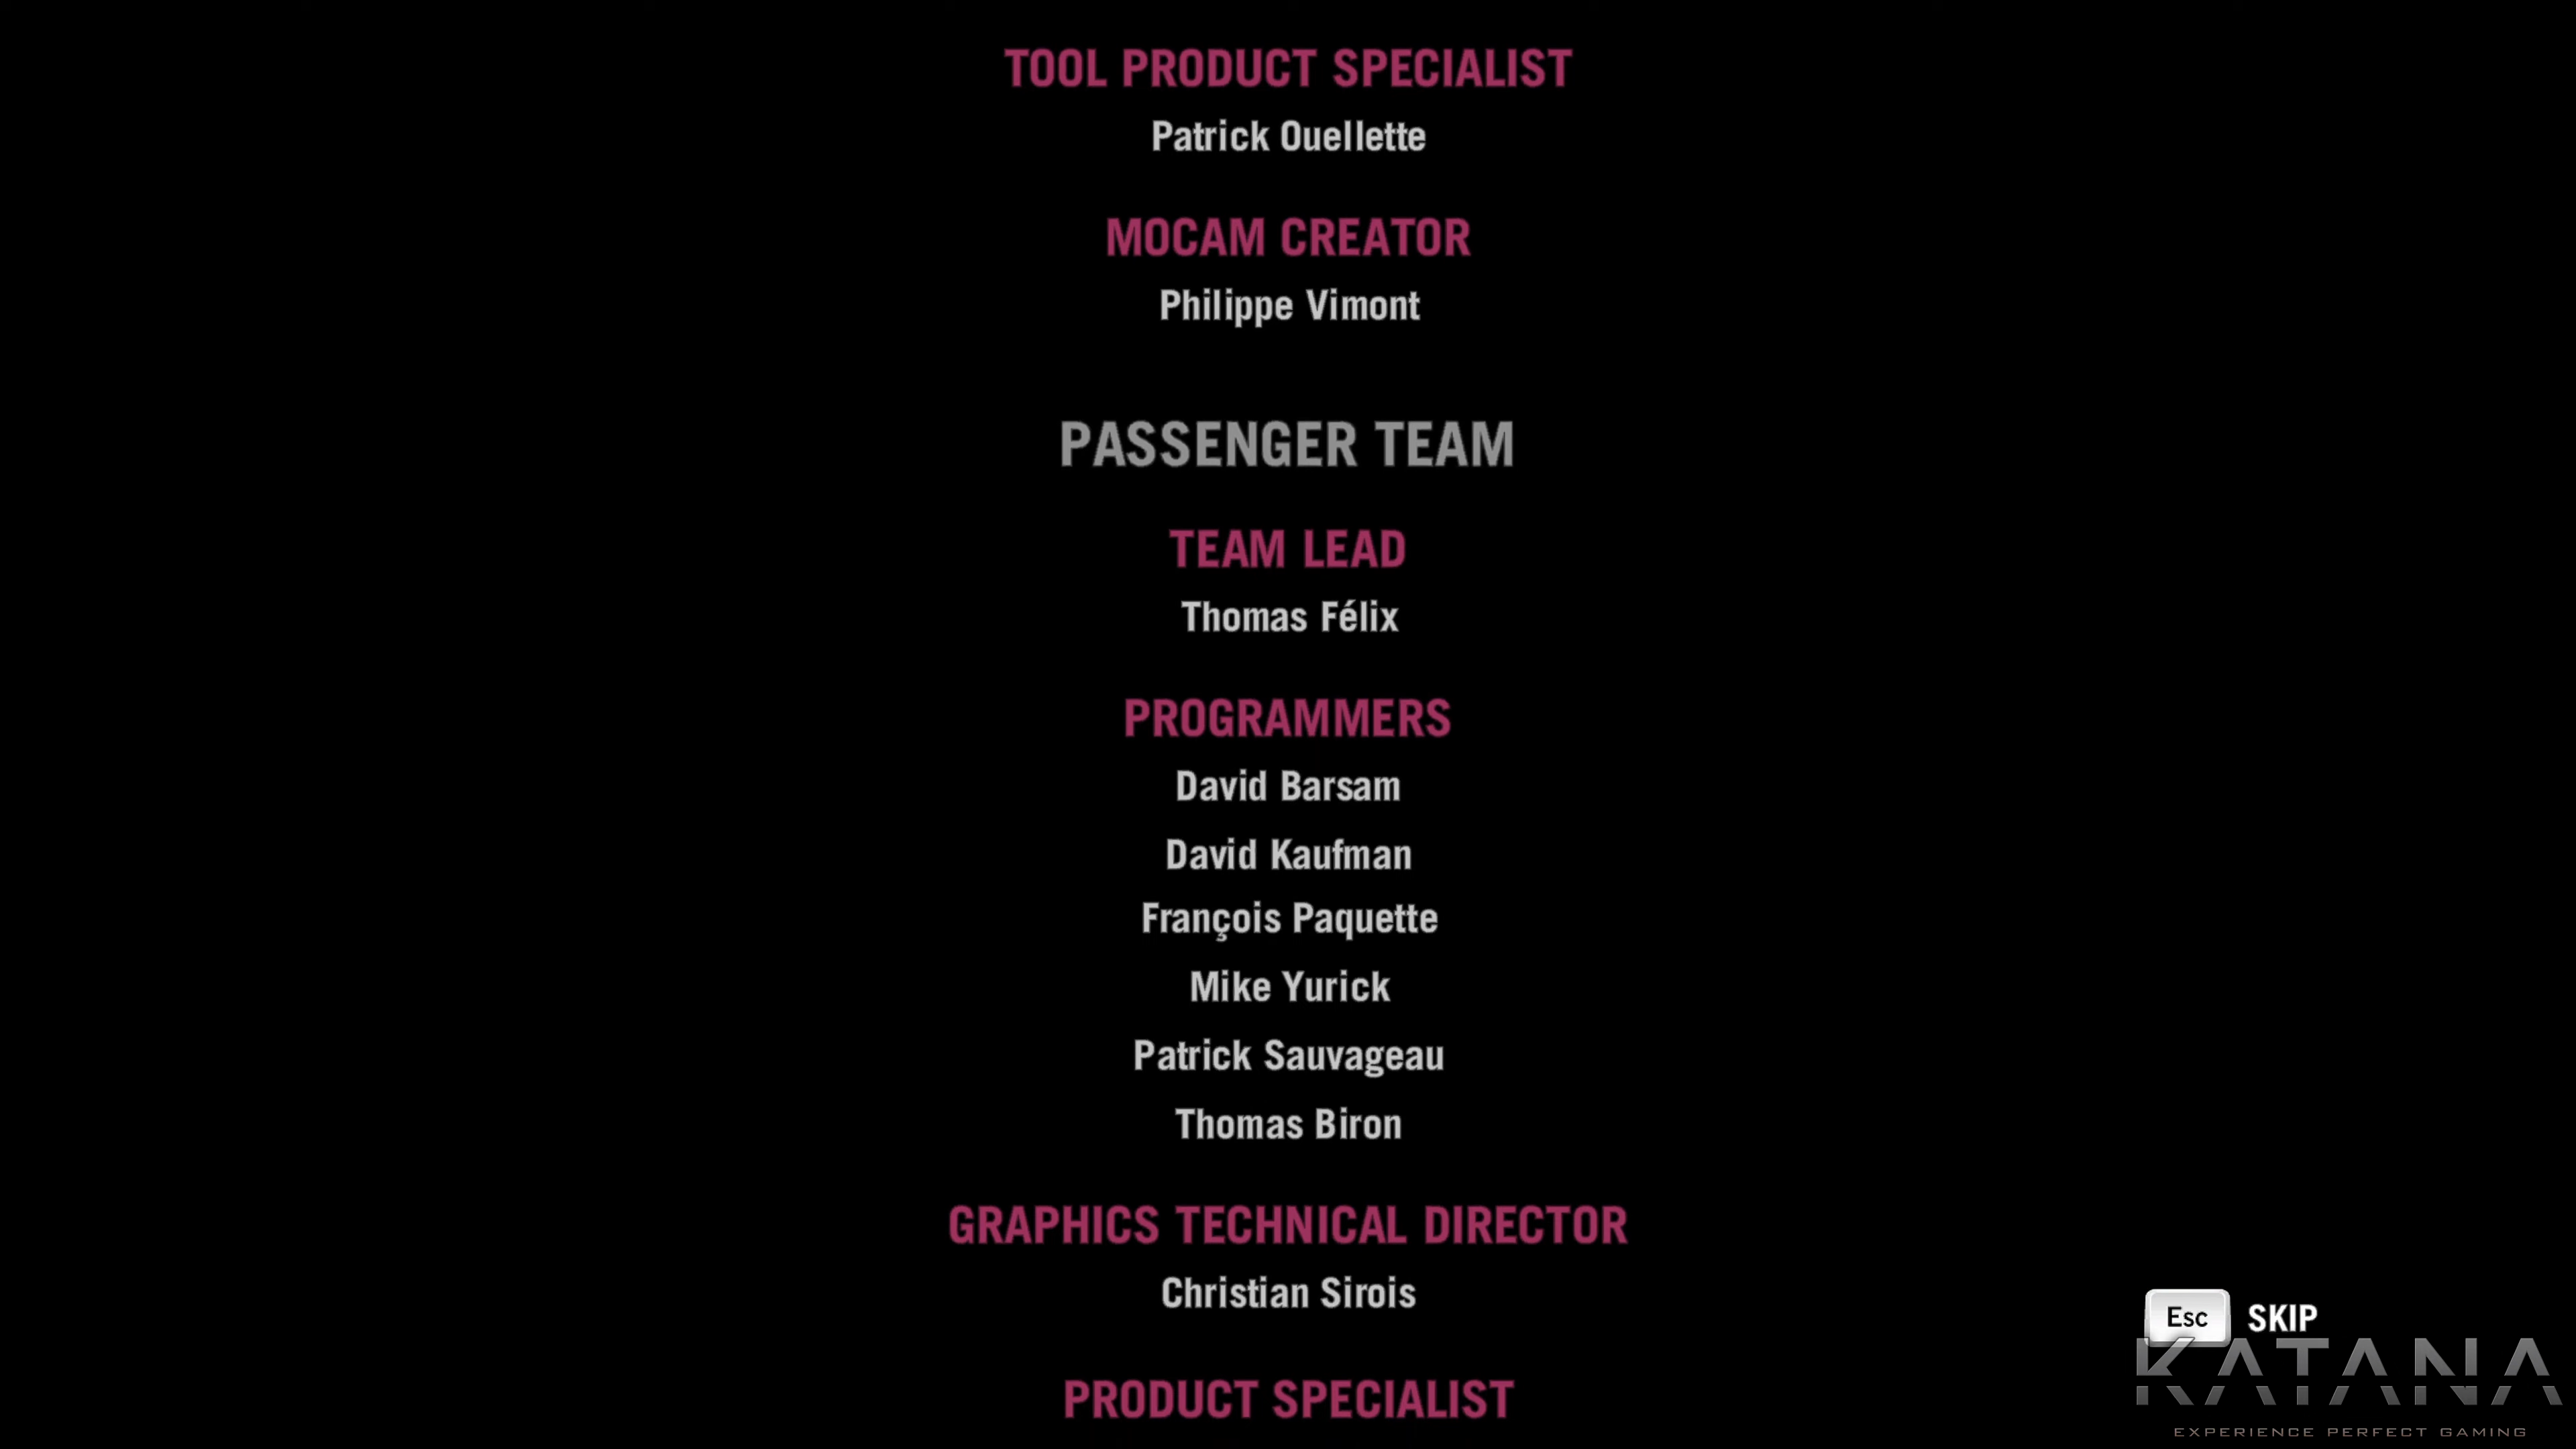 TOOL PRODUCT SPECIALIST
Patrick Ouellette
MOCAM CREATOR
Philippe Vimont
PASSENGER TEAM
TEAM LEAD
Thomas Félix
PROGRAMMERS
David Barsam
David Kaufman
François Paquette
Mike Yurick
Patrick Sauvageau
Thomas Biron
GRAPHICS TECHNICAL DIRECTOR
Christian Sirois
PRODUCT SPECIALIST
Esc SKIP
KATANA
EXPERIENCE PERFECT GAMING